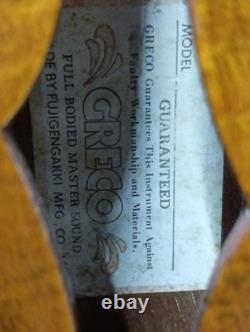 MODEL
GUARANTEED
GRECO Guarantees This Instrument Against
Faulty Workmanship and Materials.
GRECO
FULL BODIED MASTER SOUND
DE BY FUJIGENGAKKI MFG. CO